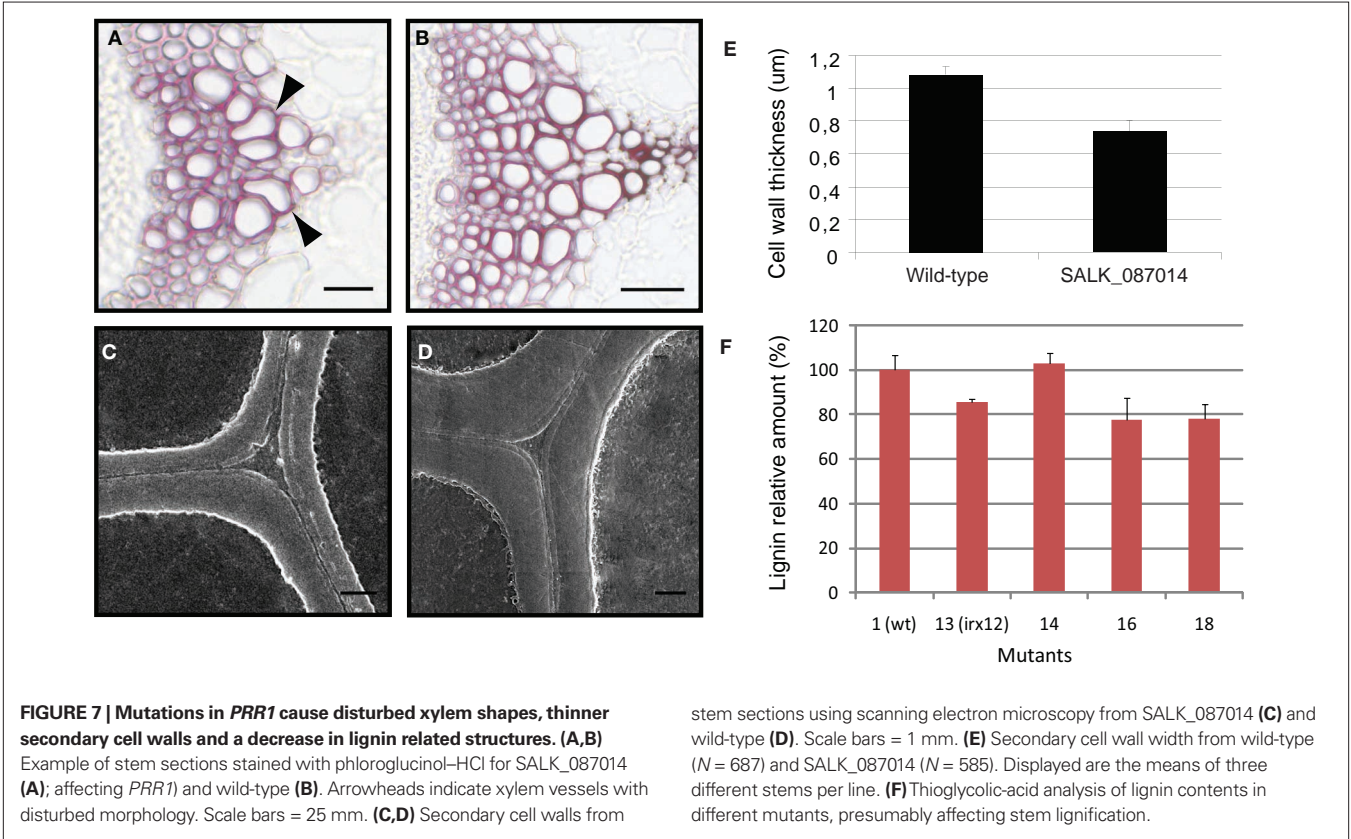 A
B
C
D
E
Cell wall thickness (um)
1,2
1
0,8
0,6
0,4
0,2
0
Wild-type SALK_087014
F
Lignin relative amount (%)
120
100
80
60
40
20
0
1 (wt) 13 (irx12) 14 16 18
Mutants
FIGURE 7 | Mutations in PRR1 cause disturbed xylem shapes, thinner
secondary cell walls and a decrease in lignin related structures. (A,B)
Example of stem sections stained with phloroglucinol–HCl for SALK_087014
(A); affecting PRR1) and wild-type (B). Arrowheads indicate xylem vessels with
disturbed morphology. Scale bars = 25 mm. (C,D) Secondary cell walls from
stem sections using scanning electron microscopy from SALK_087014 (C) and
wild-type (D). Scale bars = 1 mm. (E) Secondary cell wall width from wild-type
(N = 687) and SALK_087014 (N = 585). Displayed are the means of three
different stems per line. (F) Thioglycolic-acid analysis of lignin contents in
different mutants, presumably affecting stem lignification.